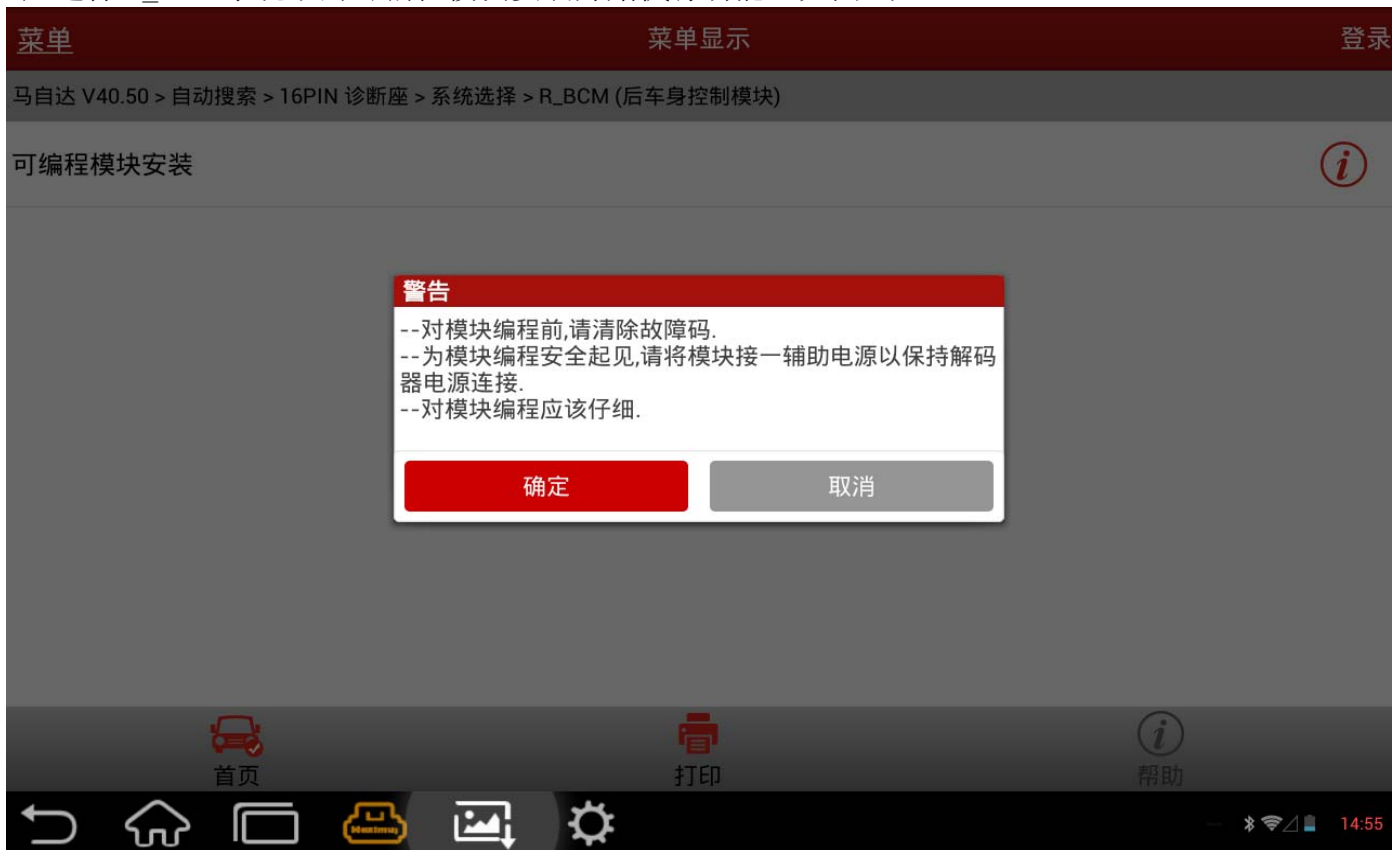 菜单
菜单显示
登录
马自达 V40.50 > 自动搜索 > 16PIN 诊断座 > 系统选择 > R_BCM (后车身控制模块)
可编程模块安装
警告
--对模块编程前,请清除故障码.
--为模块编程安全起见,请将模块接一辅助电源以保持解码
器电源连接.
--对模块编程应该仔细.
确定
取消
首页
打印
帮助
14:55